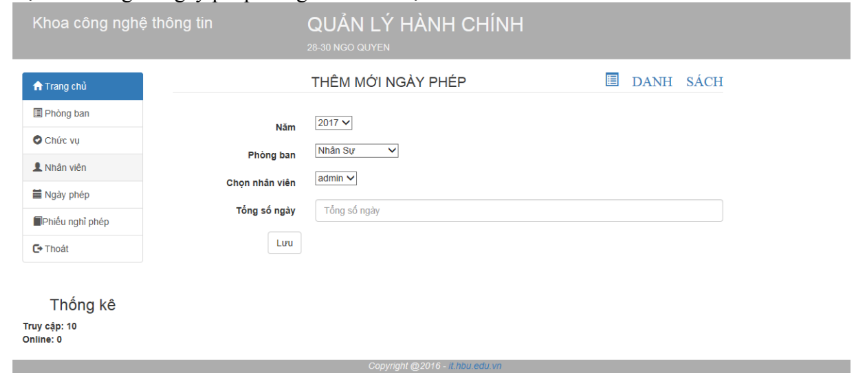 Khoa công nghệ thông tin
QUẢN LÝ HÀNH CHÍNH
28-30 NGO QUYEN
Trang chủ
Phòng ban
Chức vụ
Nhân viên
Ngày phép
Phiếu nghỉ phép
Thoát
Thống kê
Truy cập: 10
Online: 0
THÊM MỚI NGÀY PHÉP
DANH SÁCH
Năm 2017
Phòng ban Nhân Sự
Chọn nhân viên admin
Tổng số ngày Tổng số ngày
Lưu
Copyright @2016 - it.hbu.edu.vn